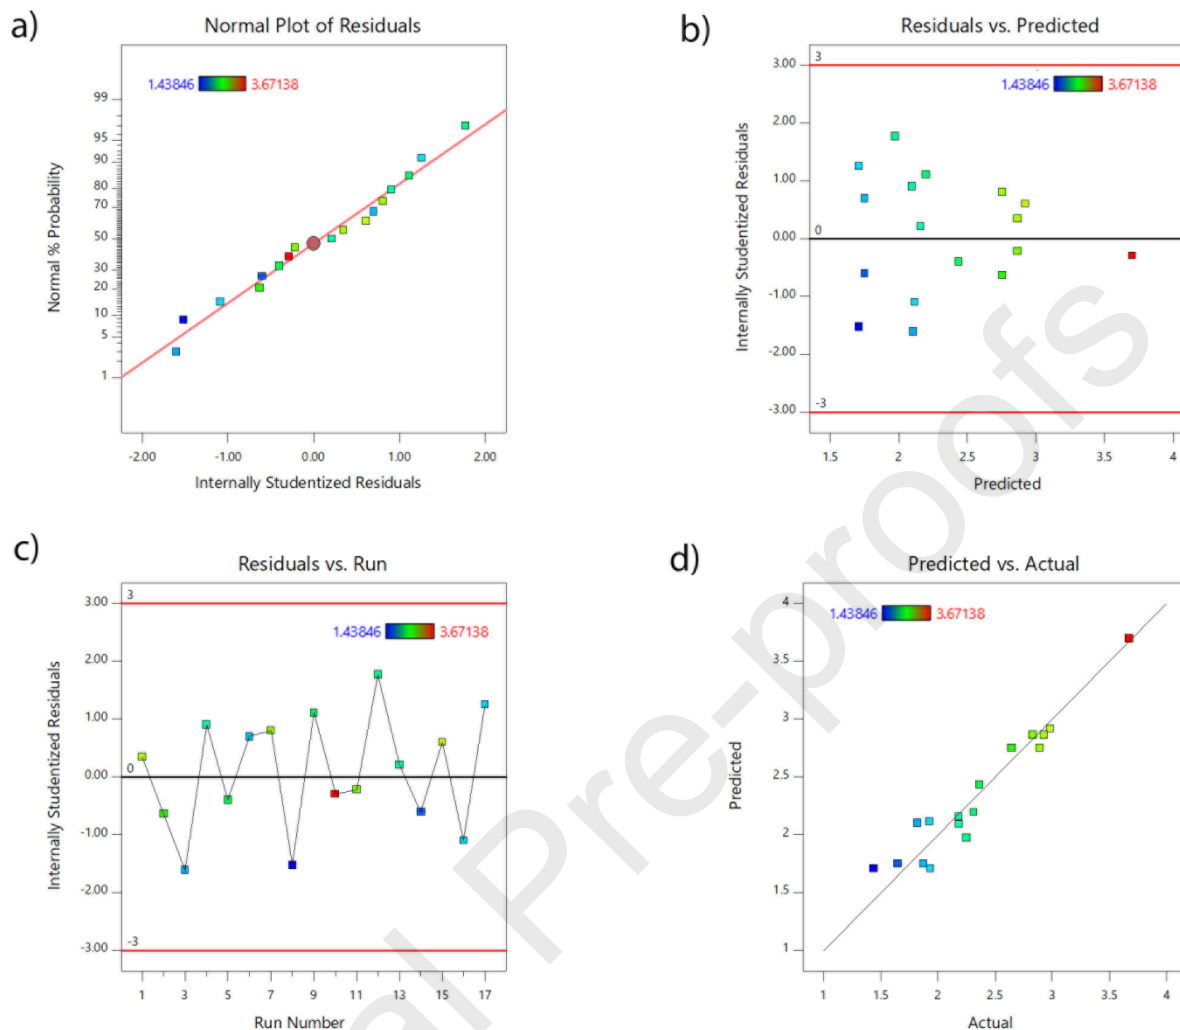 a)
Normal Plot of Residuals
1.43846 3.67138
Normal % Probability
99
95
90
80
70
50
30
20
10
5
1
-2.00 -1.00 0.00 1.00 2.00
Internally Studentized Residuals
b)
Residuals vs. Predicted
1.43846 3.67138
Internally Studentized Residuals
3.00
2.00
1.00
0.00
-1.00
-2.00
-3.00
3
0
-3
1.5 2 2.5 3 3.5 4
Predicted
c)
Residuals vs. Run
1.43846 3.67138
Internally Studentized Residuals
3.00
2.00
1.00
0.00
-1.00
-2.00
-3.00
3
0
-3
1 3 5 7 9 11 13 15 17
Run Number
d)
Predicted vs. Actual
1.43846 3.67138
Predicted
4
3.5
3
2.5
2
1.5
1
1 1.5 2 2.5 3 3.5 4
Actual
Pre-proofs